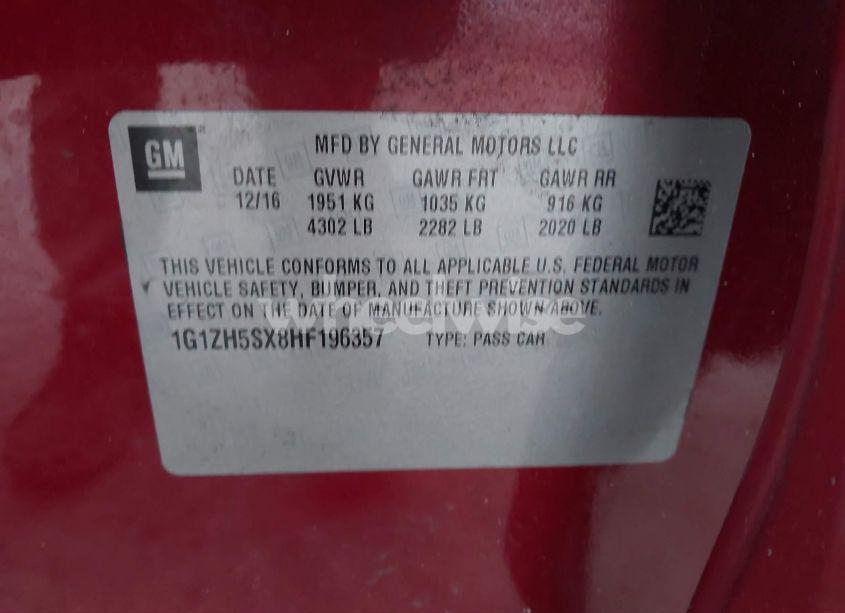 GM
MFD BY GENERAL MOTORS LLC
DATE GVWR GAWR FRT GAWR RR
12/16 1951 KG 1035 KG 916 KG
4302 LB 2282 LB 2020 LB
THIS VEHICLE CONFORMS TO ALL APPLICABLE U.S. FEDERAL MOTOR
VEHICLE SAFETY, BUMPER, AND THEFT PREVENTION STANDARDS IN
EFFECT ON THE DATE OF MANUFACTURE SHOWN ABOVE.
wheelwise
1G1ZH5SX8HF196357 TYPE: PASS CAR